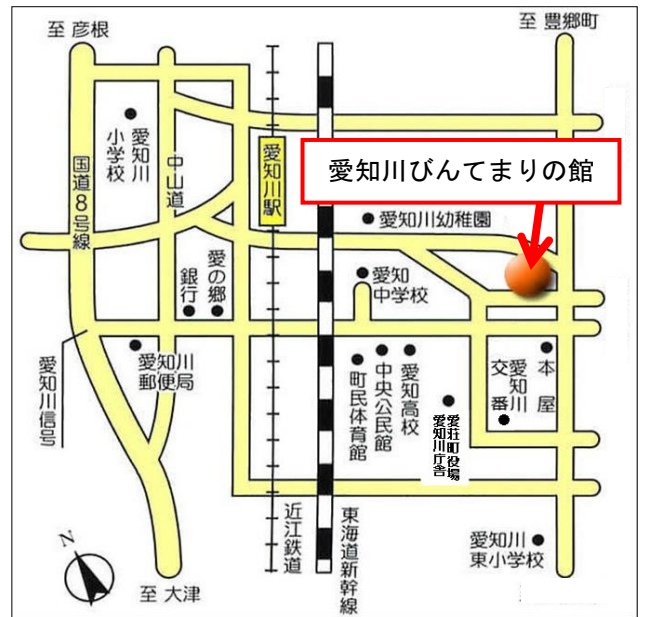 至 彦根
至 豊郷町
愛知川
小学校
中山道
国道8号線
愛知川駅
愛知川びんてまりの館
愛知川幼稚園
愛の郷
銀行
愛知
中学校
愛知川
郵便局
愛知川信号
町民体育館
中央公民館
愛知高校
愛荘町役場
愛知川庁舎
愛知川
交番
本屋
近江鉄道
東海道新幹線
愛知川
東小学校
N
至 大津